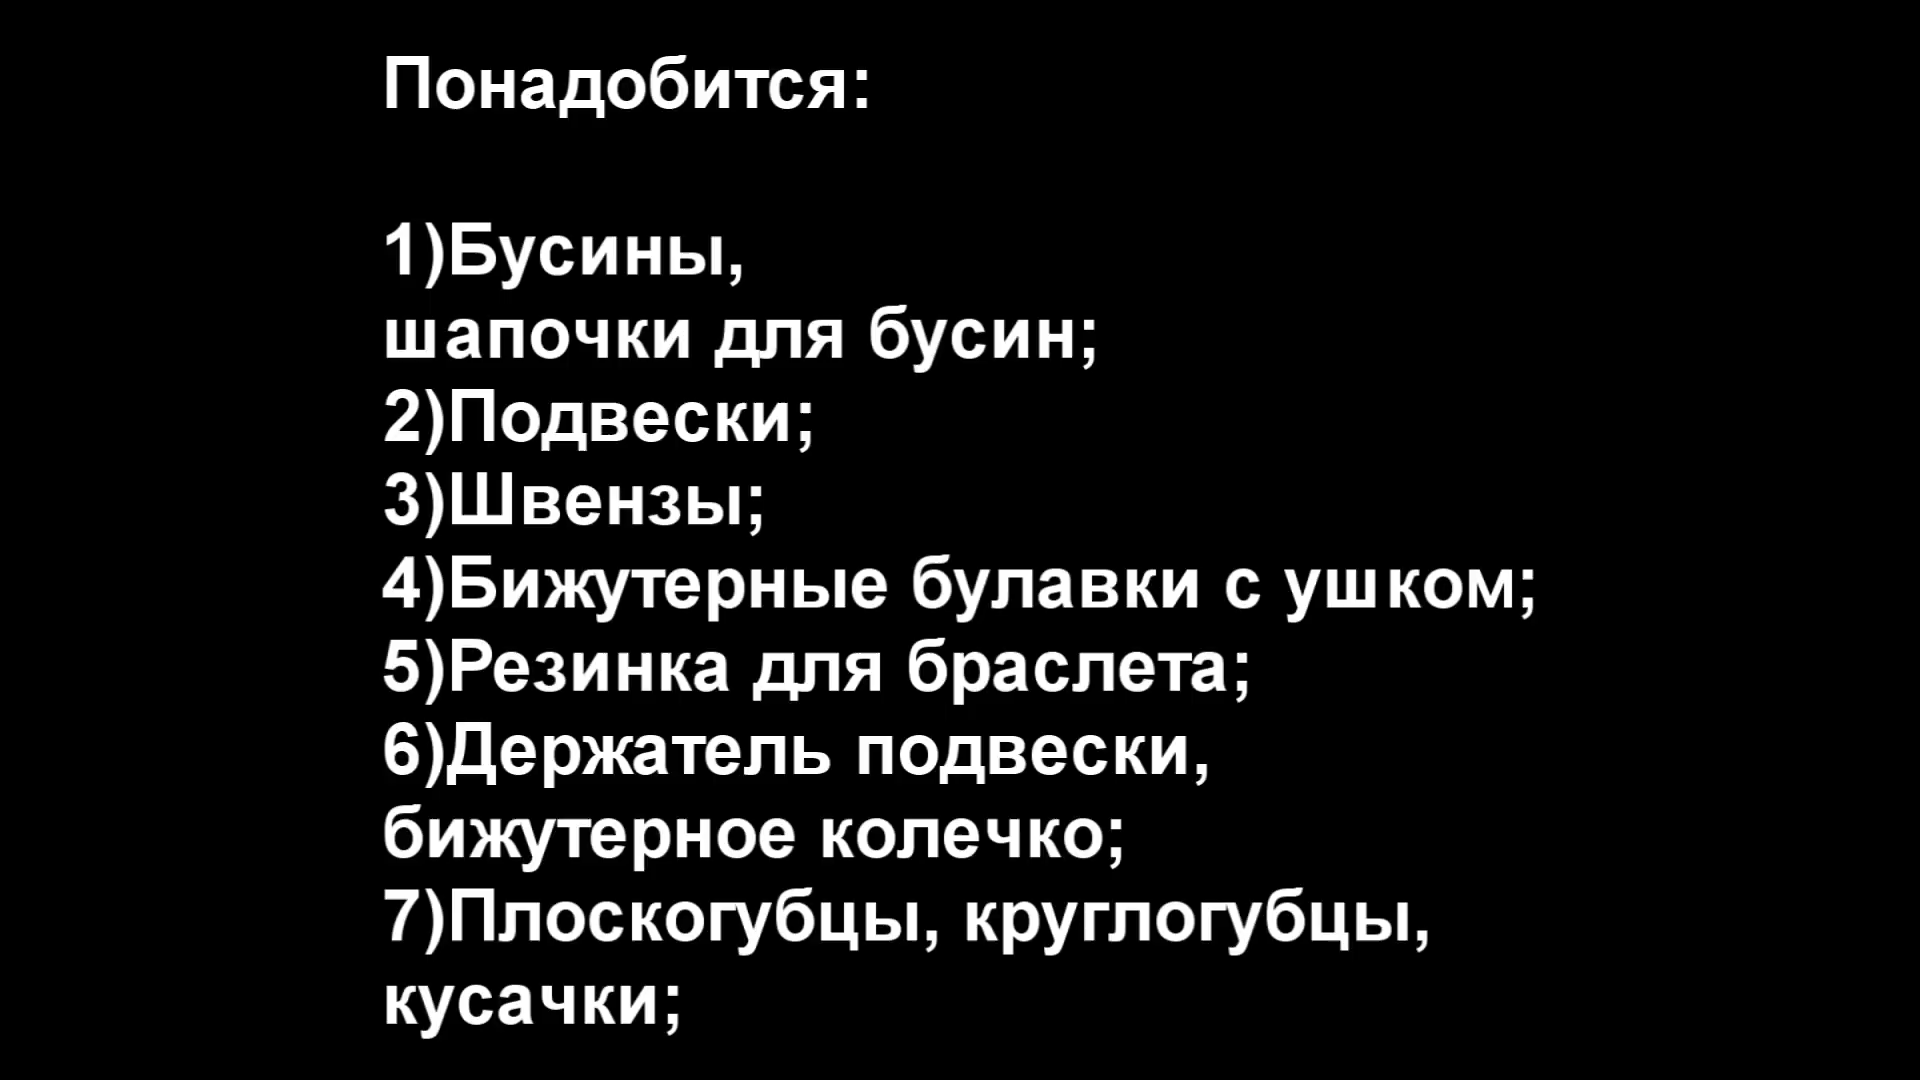 Понадобится:
1)Бусины,
шапочки для бусин;
2)Подвески;
3)Швензы;
4)Бижутерные булавки с ушком;
5)Резинка для браслета;
6)Держатель подвески,
бижутерное колечко;
7)Плоскогубцы, круглогубцы,
кусачки;